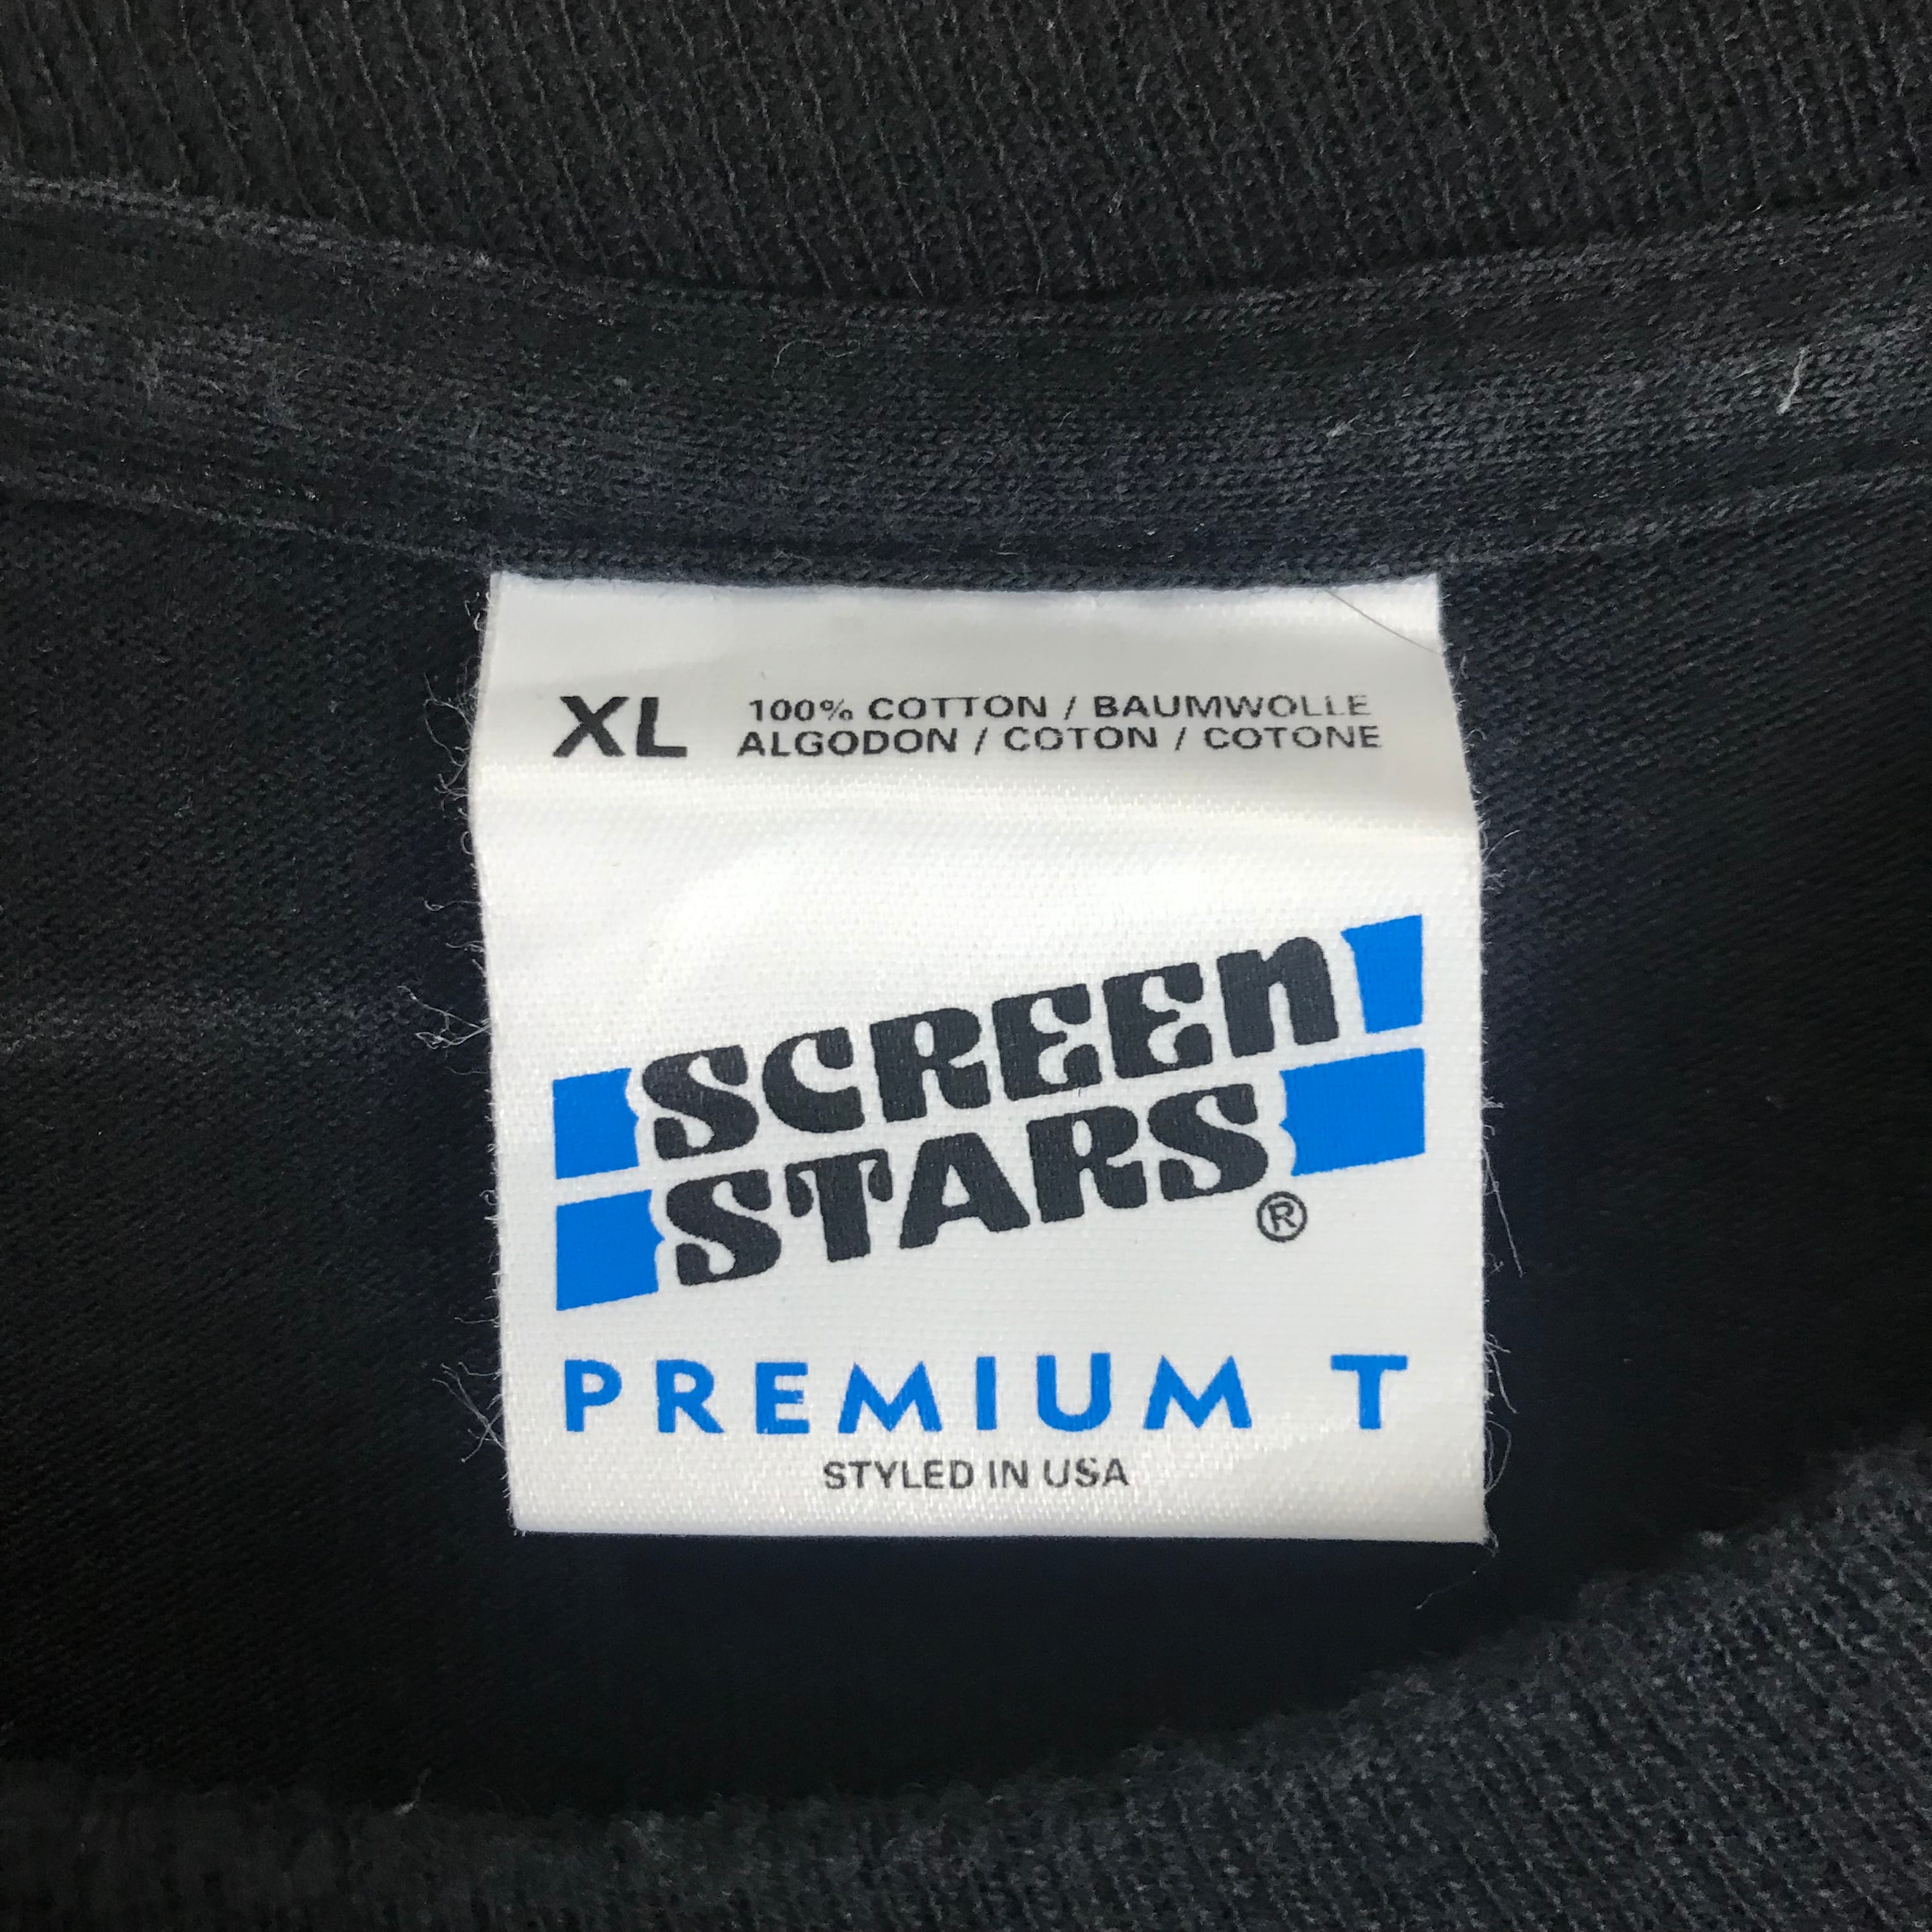 XL 100% COTTON / BAUMWOLLE
ALGODON / COTON / COTONE
SCREEN
STARS
®
PREMIUM T
STYLED IN USA